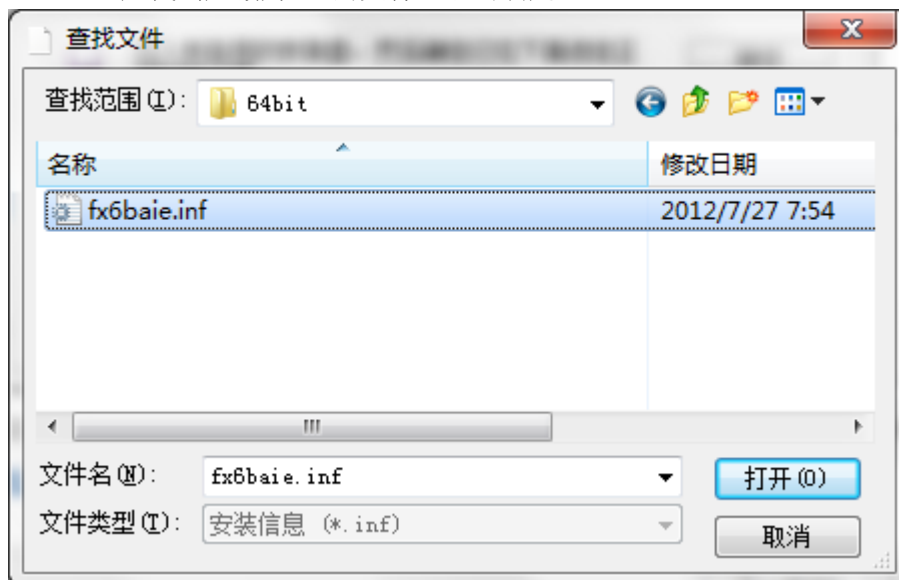 查找文件
查找范围(I):
64bit
名称
修改日期
fx6baie.inf
2012/7/27 7:54
文件名(N):
fx6baie.inf
打开(O)
文件类型(T):
安装信息 (*.inf)
取消